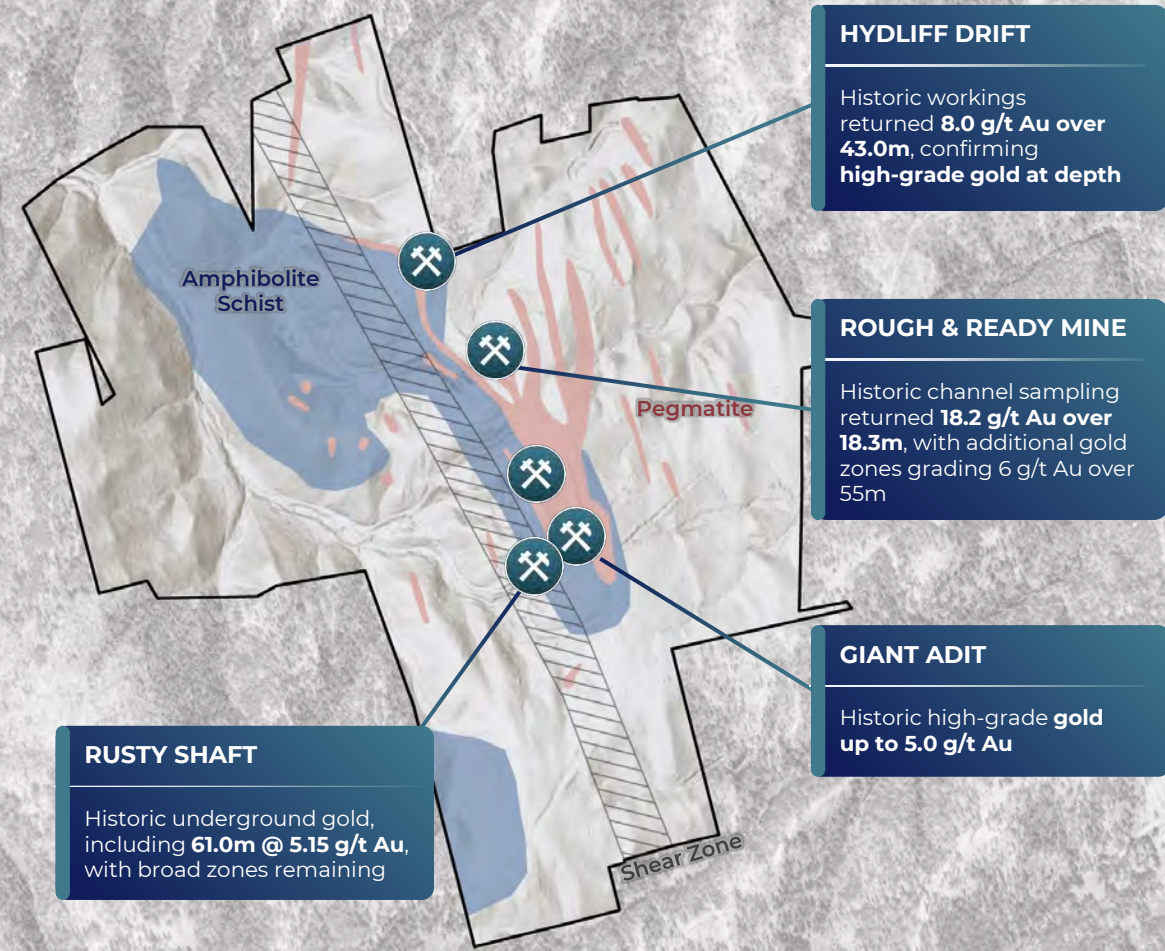 HYDLIFF DRIFT
Historic workings
returned 8.0 g/t Au over
43.0m, confirming
high-grade gold at depth
Amphibolite
Schist
ROUGH & READY MINE
Historic channel sampling
returned 18.2 g/t Au over
18.3m, with additional gold
zones grading 6 g/t Au over
55m
Pegmatite
GIANT ADIT
Historic high-grade gold
up to 5.0 g/t Au
RUSTY SHAFT
Historic underground gold,
including 61.0m @ 5.15 g/t Au,
with broad zones remaining
Shear Zone